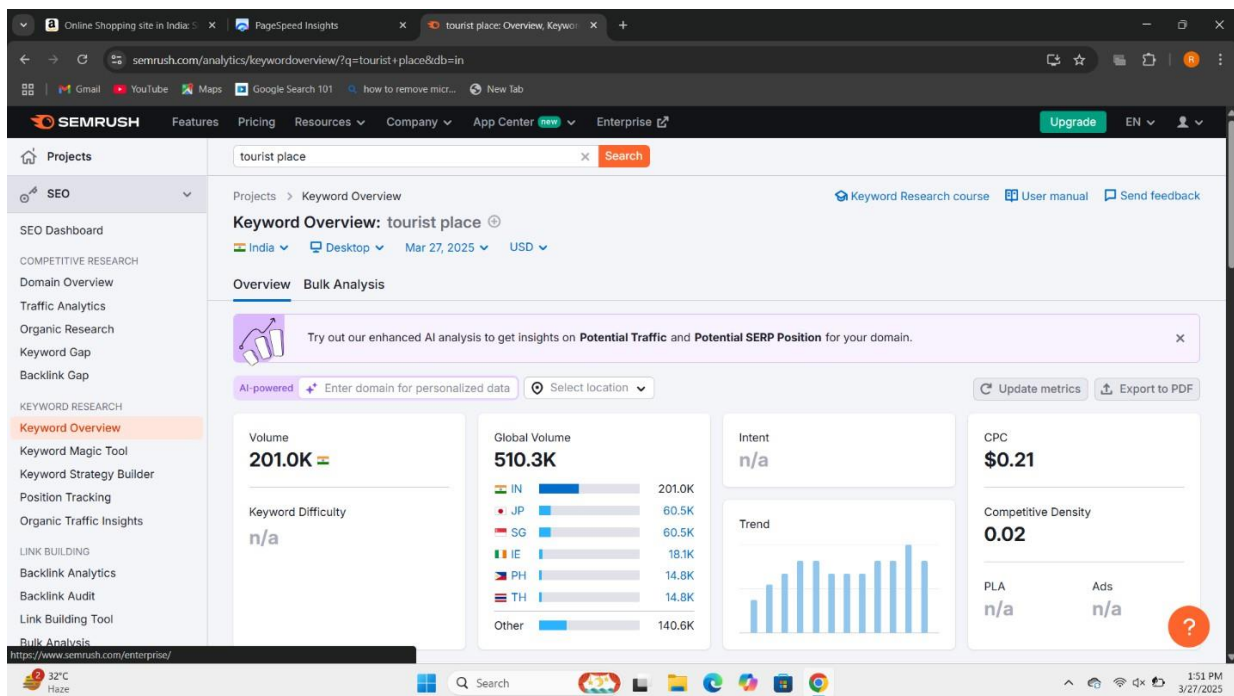 Online Shopping site in India: S
PageSpeed Insights
tourist place: Overview, Keywor
semrush.com/analytics/keywordoverview/?q=tourist+place&db=in
R
Gmail
YouTube
Maps
Google Search 101
how to remove micr...
New Tab
SEMRUSH
Features
Pricing
Resources
Company
App Center new
Enterprise
Upgrade
EN
Projects
tourist place
Search
SEO
Projects > Keyword Overview
Keyword Research course
User manual
Send feedback
Keyword Overview: tourist place
SEO Dashboard
India
Desktop
Mar 27, 2025
USD
COMPETITIVE RESEARCH
Domain Overview
Traffic Analytics
Organic Research
Keyword Gap
Backlink Gap
Overview
Bulk Analysis
Try out our enhanced AI analysis to get insights on Potential Traffic and Potential SERP Position for your domain.
AI-powered
Enter domain for personalized data
Select location
Update metrics
Export to PDF
KEYWORD RESEARCH
Keyword Overview
Keyword Magic Tool
Keyword Strategy Builder
Position Tracking
Organic Traffic Insights
LINK BUILDING
Backlink Analytics
Backlink Audit
Link Building Tool
Bulk Analysis
Volume
201.0K
Keyword Difficulty
n/a
Global Volume
510.3K
IN 201.0K
JP 60.5K
SG 60.5K
IE 18.1K
PH 14.8K
TH 14.8K
Other 140.6K
Intent
n/a
Trend
CPC
$0.21
Competitive Density
0.02
PLA
n/a
Ads
n/a
?
https://www.semrush.com/enterprise/
2
32°C
Haze
Search
1:51 PM
3/27/2025